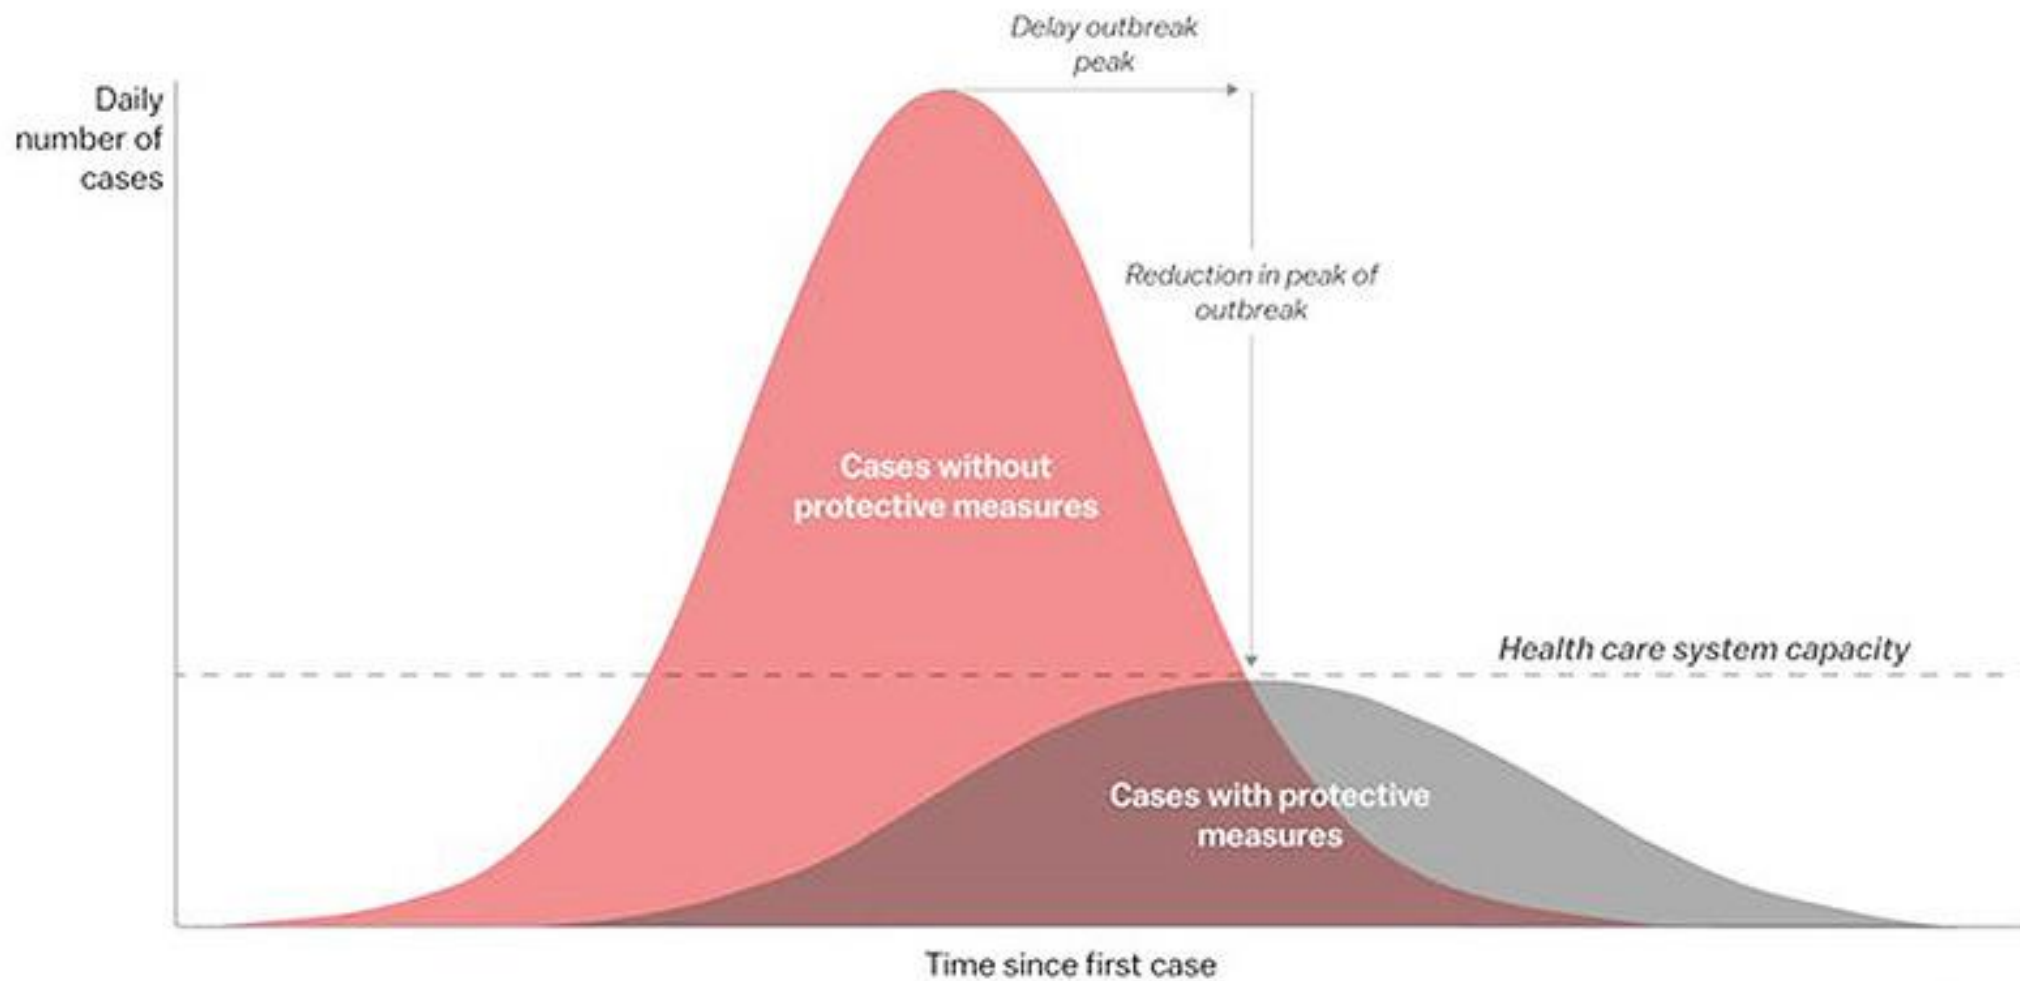 Delay outbreak
peak
Daily
number of
cases
Reduction in peak of
outbreak
Cases without
protective measures
Health care system capacity
Cases with protective
measures
Time since first case